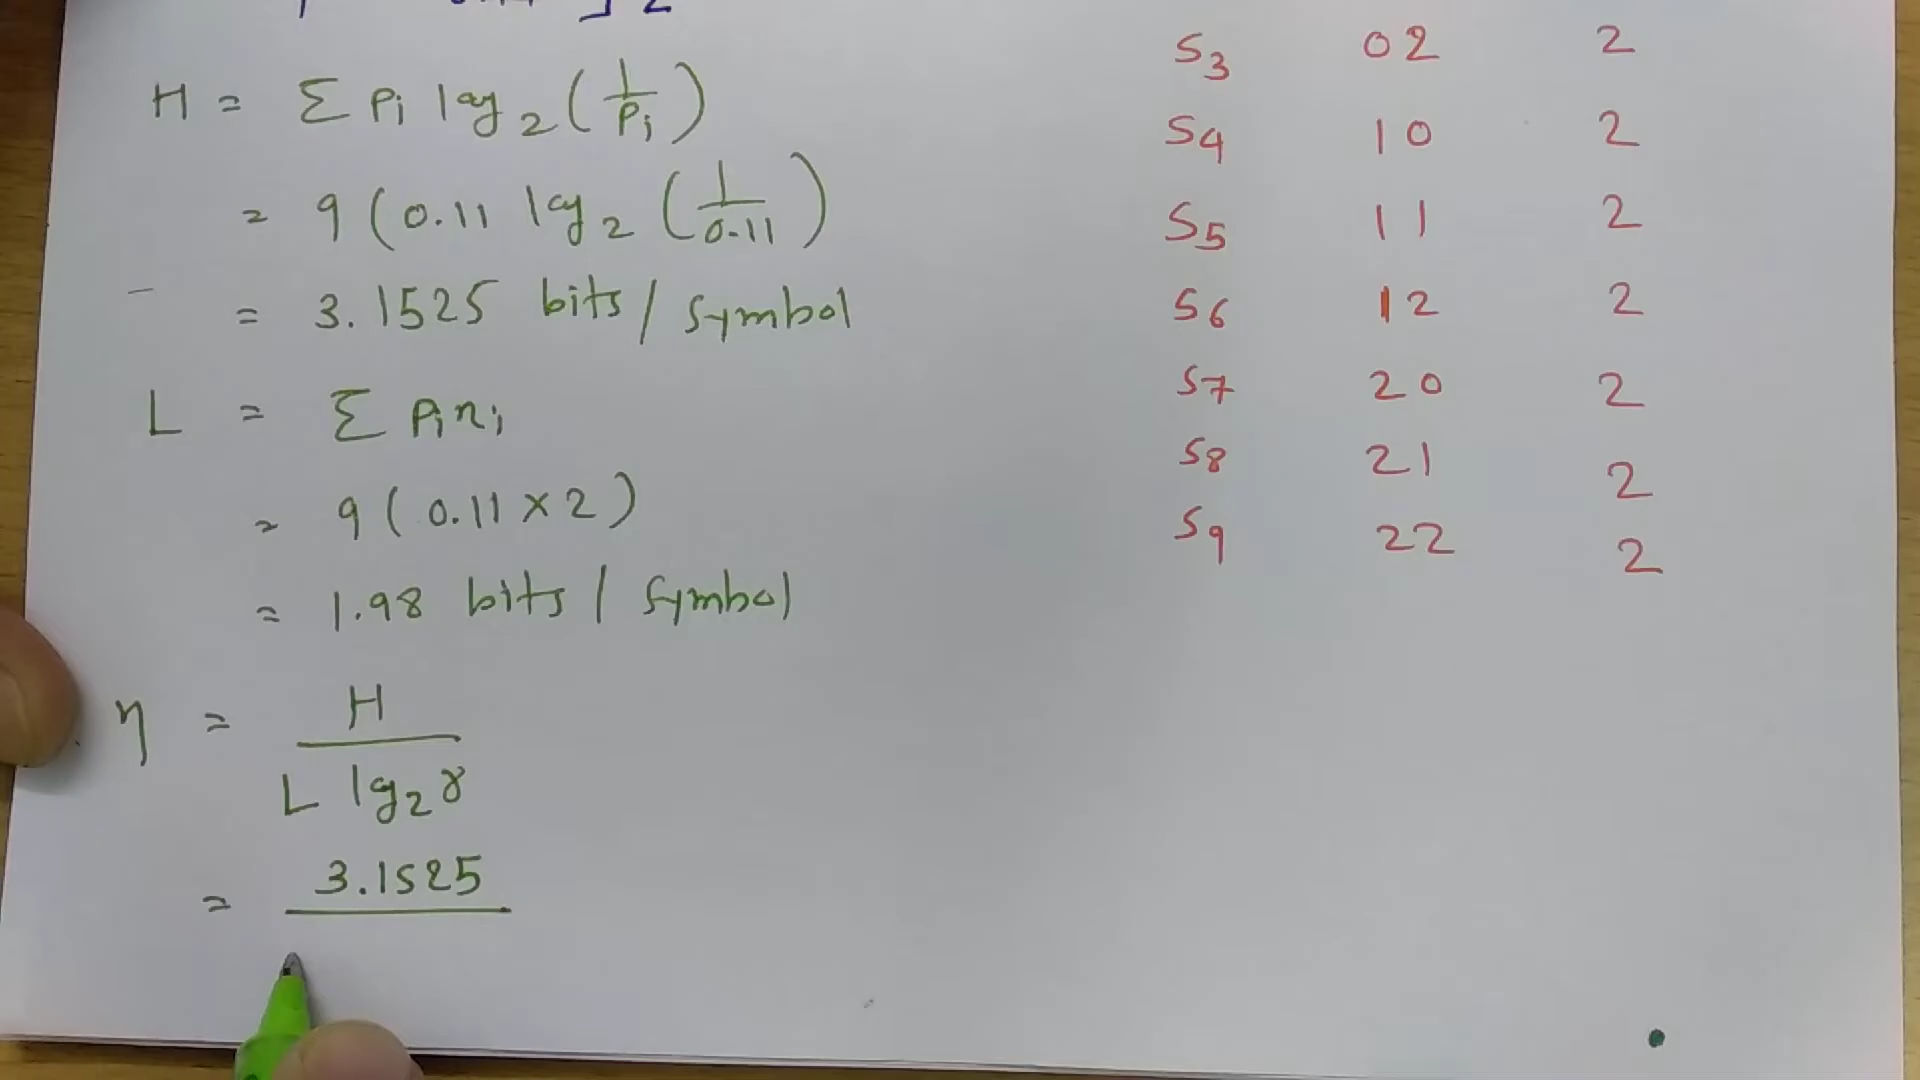 H = Σ Pi log2 (1/Pi)
= 9 (0.11 log2 (1/0.11)
= 3.1525 bits / symbol
L = Σ Pi ni
= 9 ( 0.11 × 2 )
= 1.98 bits / symbol
η = H / L log2 γ
= 3.1525
S3 02 2
S4 10 2
S5 11 2
S6 12 2
S7 20 2
S8 21 2
S9 22 2